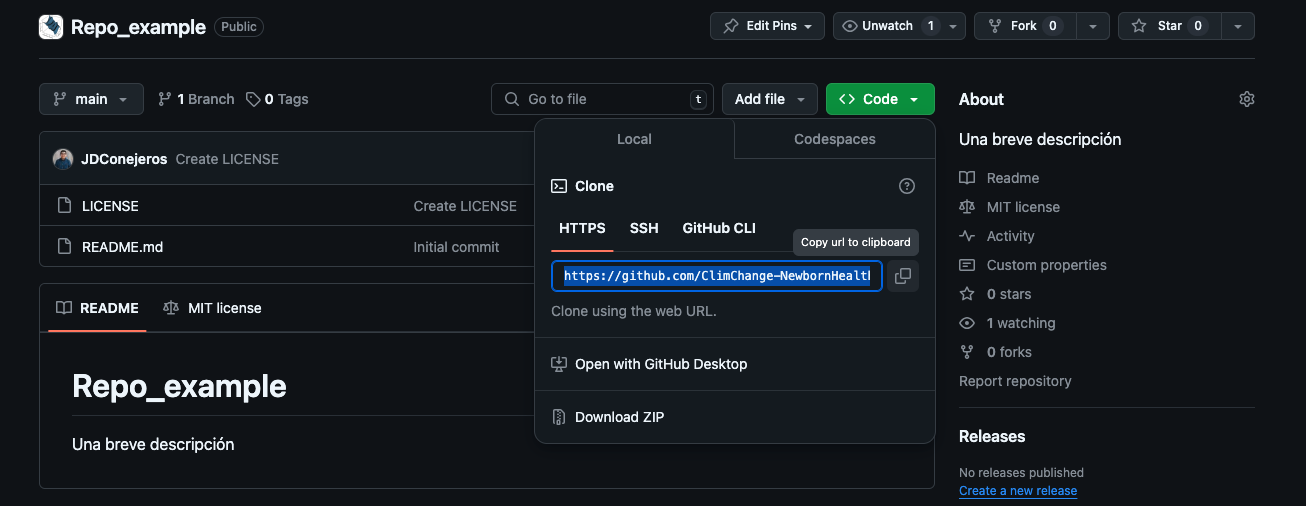 Repo_example Public
Edit Pins
Unwatch 1
Fork 0
Star 0
main
1 Branch
0 Tags
Go to file t
Add file
<> Code
JDConejeros Create LICENSE
LICENSE Create LICENSE
README.md Initial commit
README
MIT license
Repo_example
Una breve descripción
Local
Codespaces
Clone
HTTPS SSH GitHub CLI
Copy url to clipboard
https://github.com/ClimChange-NewbornHealt
Clone using the web URL.
Open with GitHub Desktop
Download ZIP
About
Una breve descripción
Readme
MIT license
Activity
Custom properties
0 stars
1 watching
0 forks
Report repository
Releases
No releases published
Create a new release